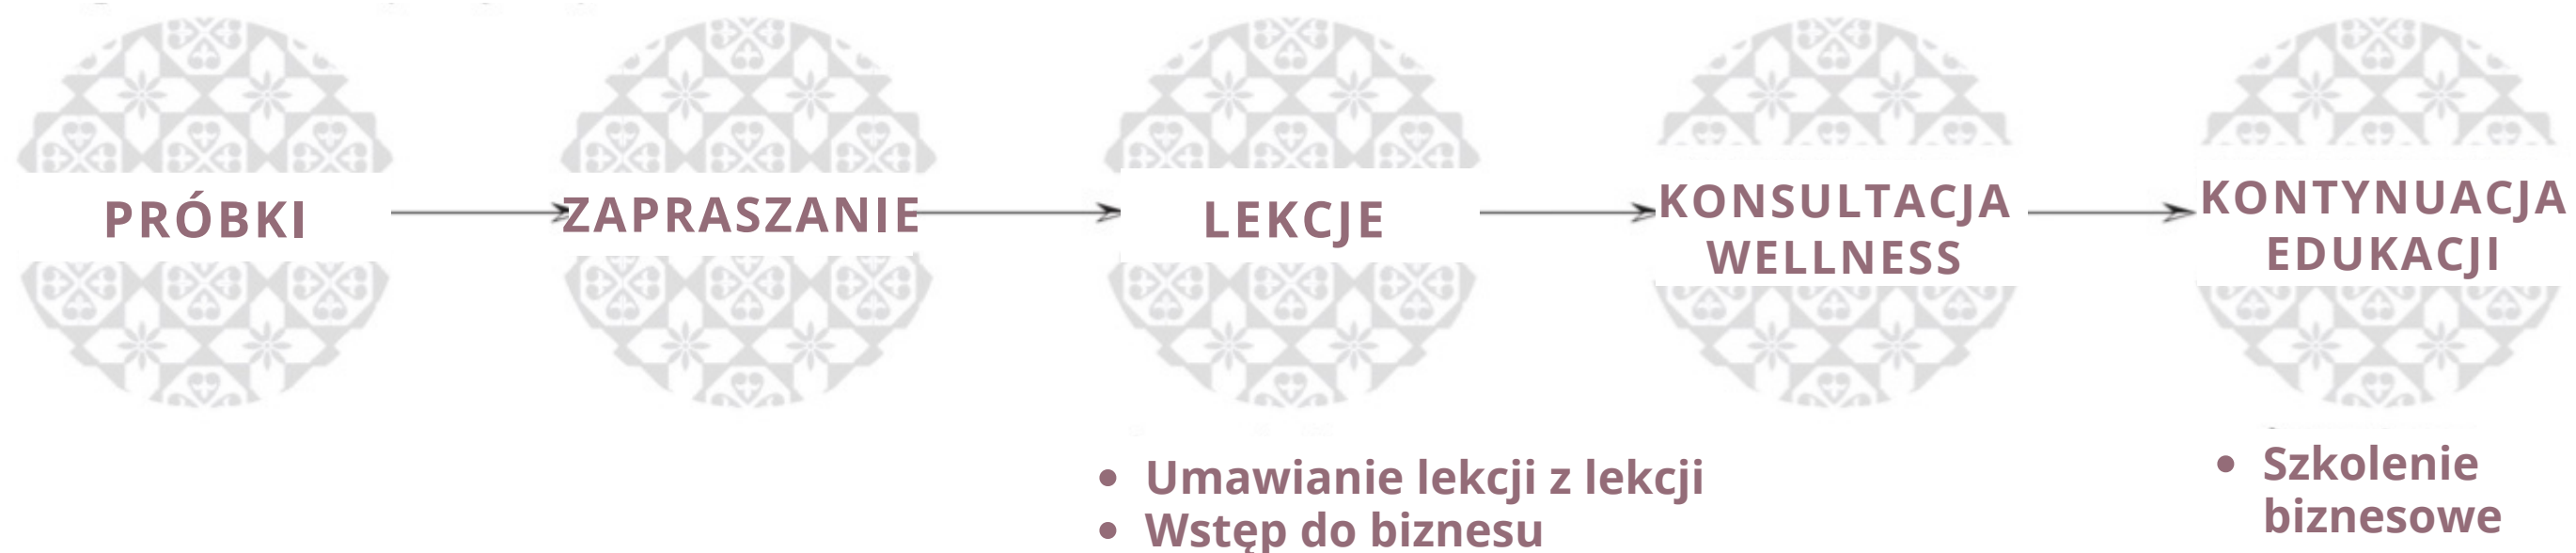 PRÓBKI
ZAPRASZANIE
LEKCJE
KONSULTACJA
WELLNESS
KONTYNUACJA
EDUKACJI
• Umawianie lekcji z lekcji
• Wstęp do biznesu
• Szkolenie
biznesowe